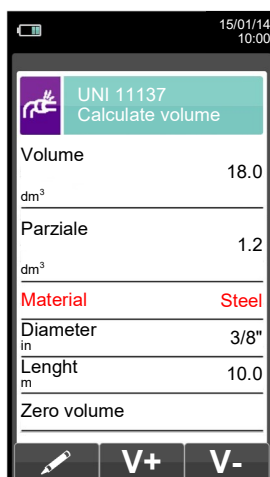 15/01/14
10:00
UNI 11137
Calculate volume
Volume
18.0
dm³
Parziale
1.2
dm³
Material Steel
Diameter
in
3/8"
Lenght
m
10.0
Zero volume
V+ V-